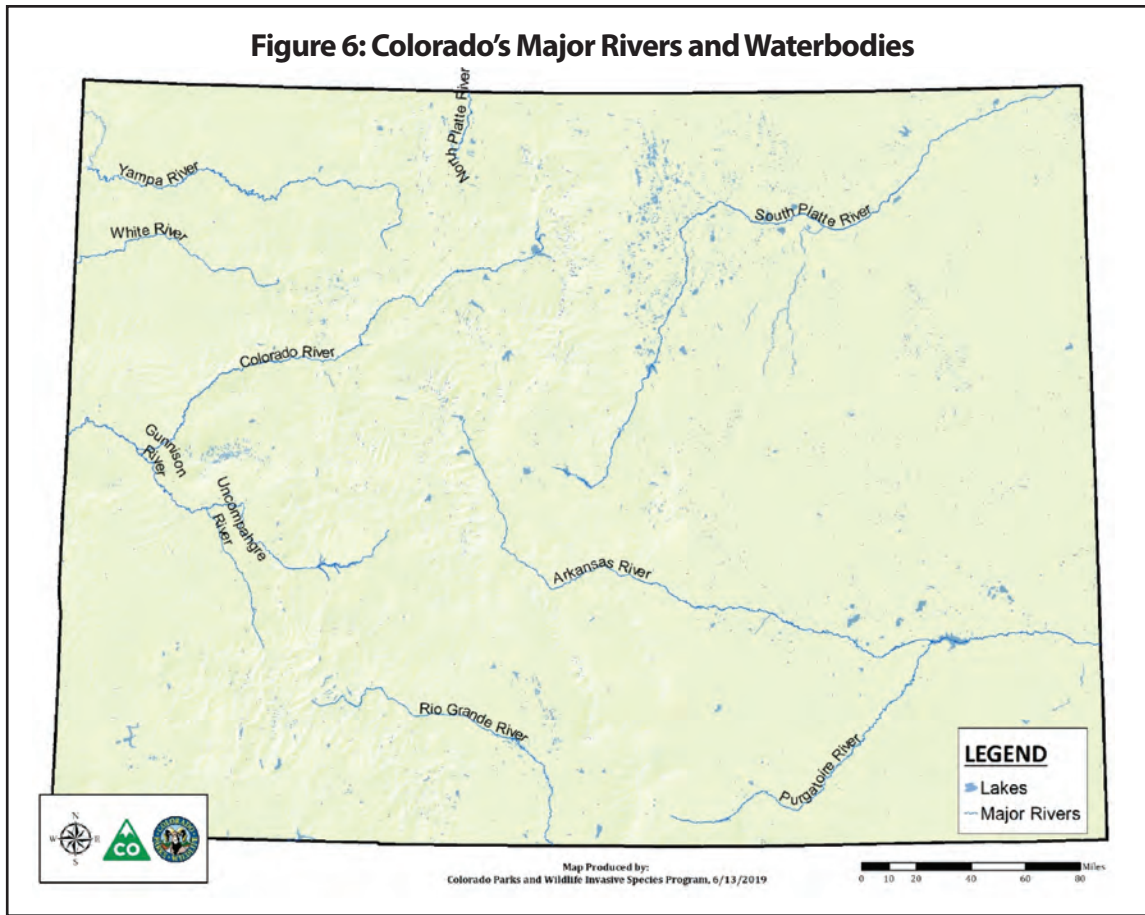 Figure 6: Colorado's Major Rivers and Waterbodies
North Platte River
Yampa River
South Platte River
White River
Colorado River
Gunnison
River
Uncompahgre
River
Arkansas River
Rio Grande River
Purgatoire River
LEGEND
Lakes
Major Rivers
N
W
E
S
CO
Map Produced by:
Colorado Parks and Wildlife Invasive Species Program, 6/13/2019
Miles
0 10 20 40 60 80